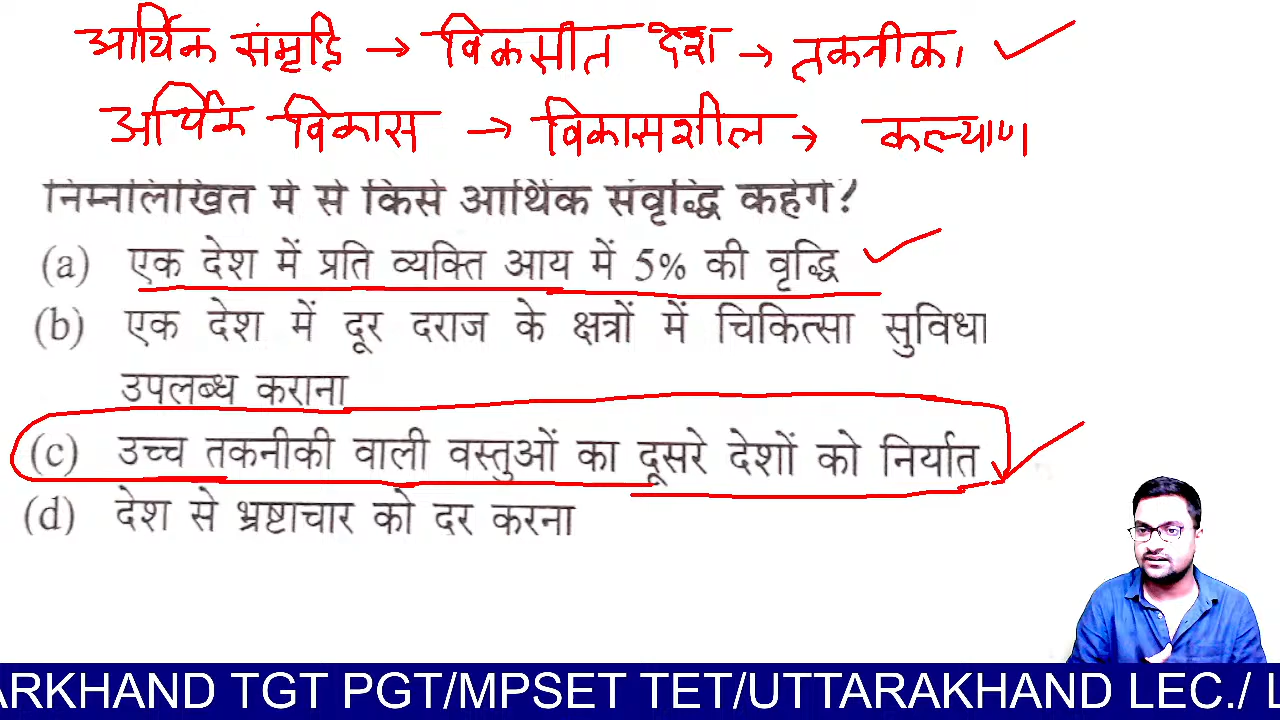 आर्थिक संमृद्दि → विकसीत देश → तकनीक।
अर्थिक विकास → विकासशील → कल्याण
निम्नलिखित में से किसे आर्थिक संवृद्धि कहेंगे?
(a) एक देश में प्रति व्यक्ति आय में 5% की वृद्धि
(b) एक देश में दूर दराज के क्षत्रों में चिकित्सा सुविधा
उपलब्ध कराना
(c) उच्च तकनीकी वाली वस्तुओं का दूसरे देशों को निर्यात
(d) देश से भ्रष्टाचार को दर करना
ARKHAND TGT PGT/MPSET TET/UTTARAKHAND LEC./ L